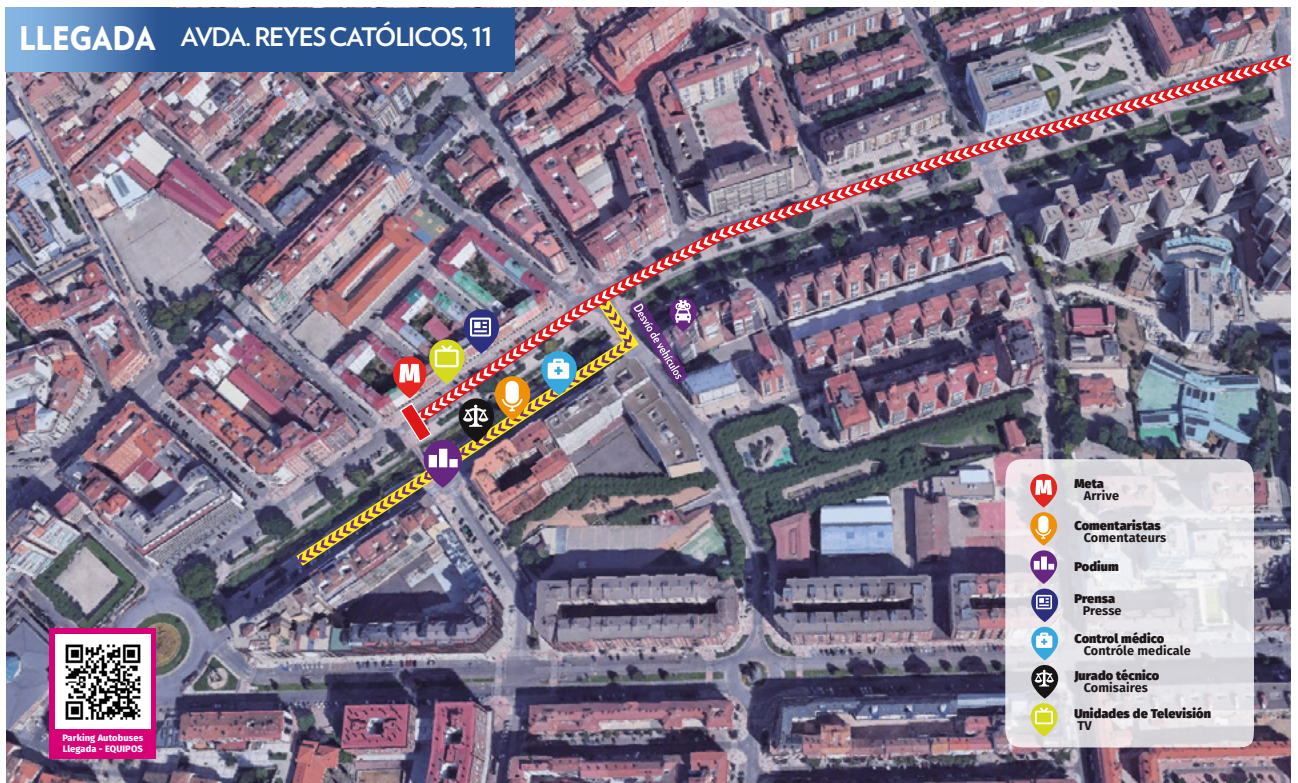 LLEGADA AVDA. REYES CATÓLICOS, 11
M
Desvío de vehículos
M
Meta
Arrive
Comentaristas
Comentateurs
Podium
Prensa
Presse
Control médico
Contróle medicale
Jurado técnico
Comisaires
Unidades de Televisión
TV
Parking Autobuses
Llegada - EQUIPOS